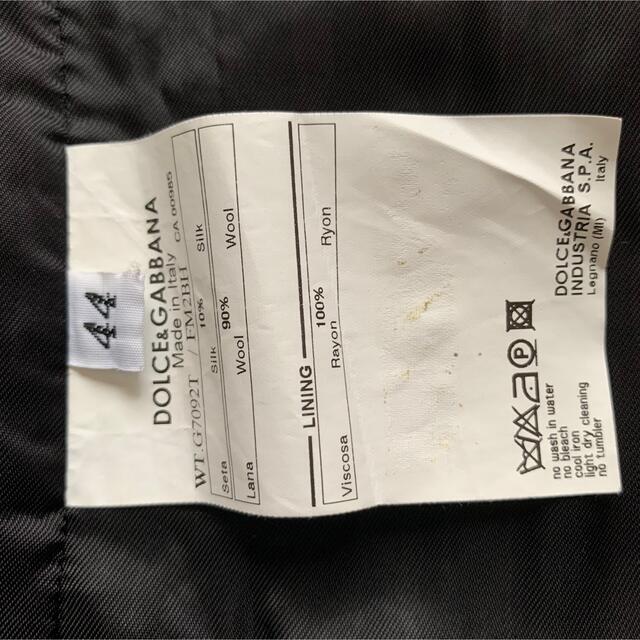 44
DOLCE&GABBANA
Made in Italy CA 00985
WT G7092T / FM2BH
10%
Seta Silk Silk
90%
Lana Wool Wool
LINING
100%
Viscosa Rayon Ryon
no wash in water
no bleach
cool iron
light dry cleaning
no tumbler
P
DOLCE&GABBANA
INDUSTRIA S.P.A.
Legnano (MI) Italy